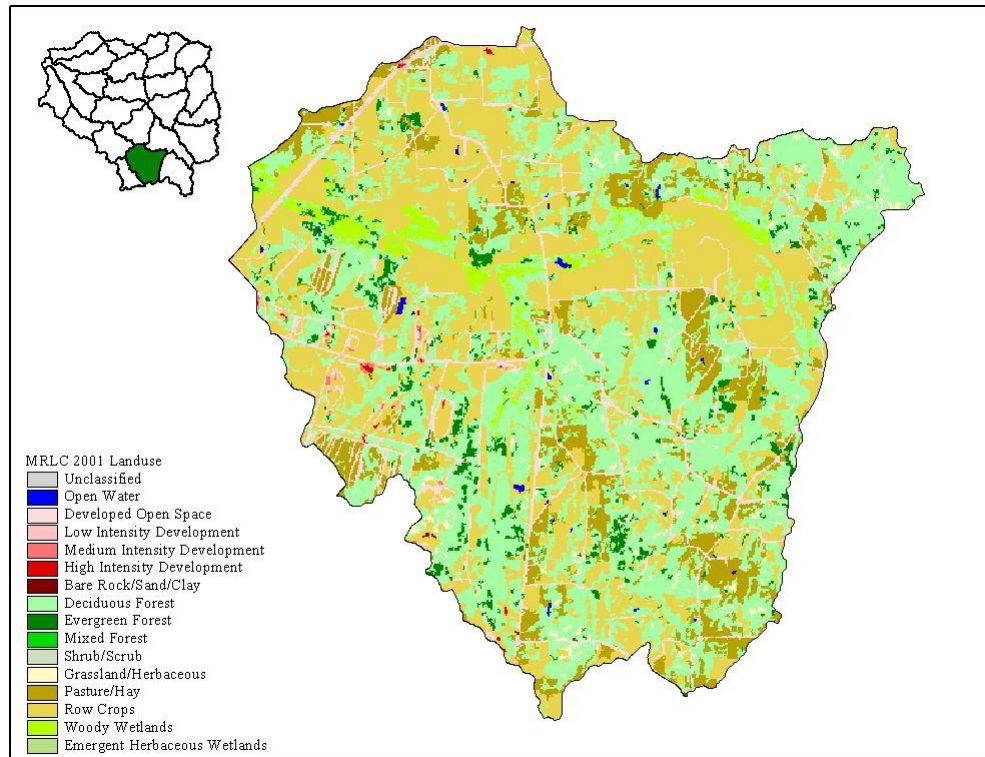 MRLC 2001 Landuse
Unclassified
Open Water
Developed Open Space
Low Intensity Development
Medium Intensity Development
High Intensity Development
Bare Rock/Sand/Clay
Deciduous Forest
Evergreen Forest
Mixed Forest
Shrub/Scrub
Grassland/Herbaceous
Pasture/Hay
Row Crops
Woody Wetlands
Emergent Herbaceous Wetlands